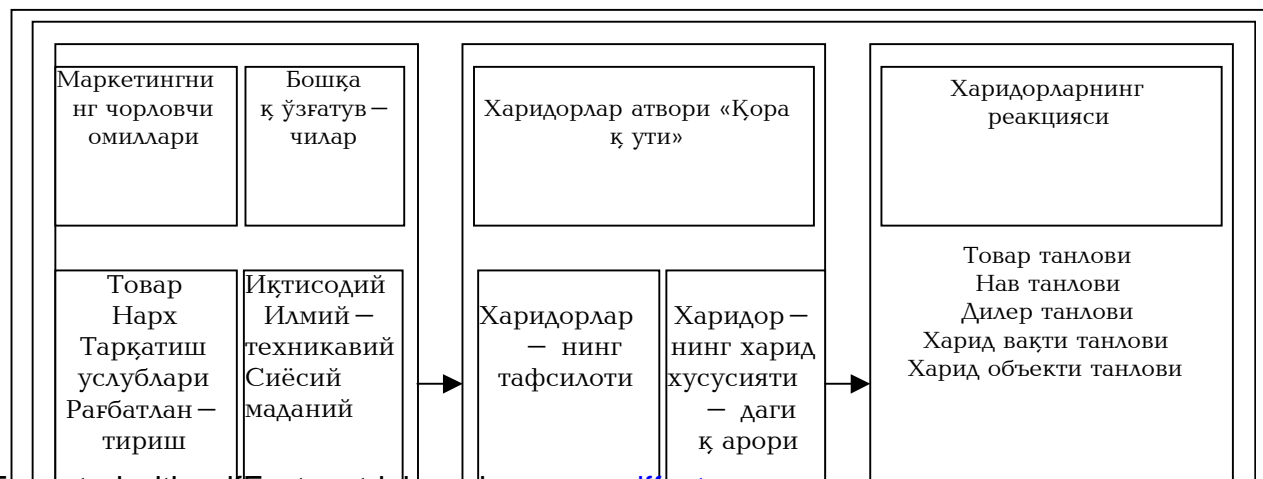 Маркетингни
нг чорловчи
омиллари
Бошқа
қ ўзғатув—
чилар
Харидорлар атвори «Қора
қ ути»
Харидорларнинг
реакцияси
Товар
Нарх
Тарқатиш
услублари
Рағбатлан—
тириш
Иқтисодий
Илмий—
техникавий
Сиёсий
маданий
Харидорлар
— нинг
тафсилоти
Харидор—
нинг харид
хусусияти
— даги
қ арори
Товар танлови
Нав танлови
Дилер танлови
Харид вақти танлови
Харид объекти танлови